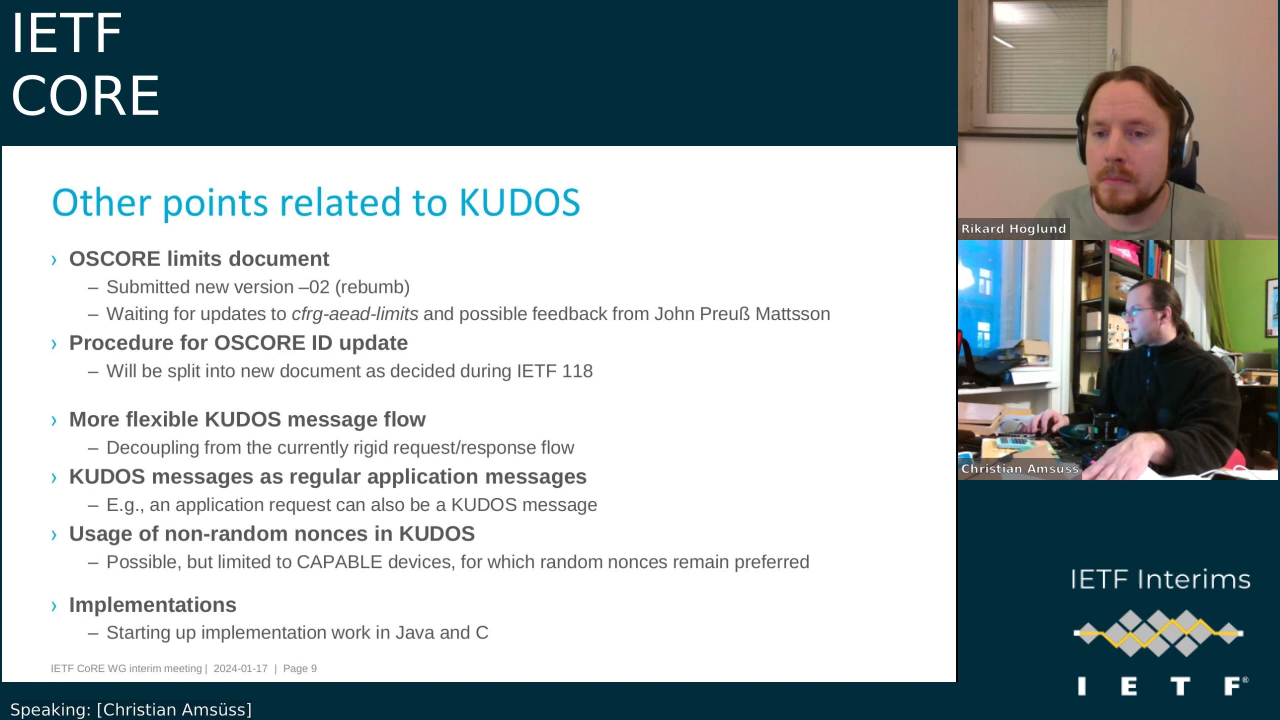 IETF
CORE
Other points related to KUDOS
› OSCORE limits document
– Submitted new version –02 (rebumb)
– Waiting for updates to cfrg-aead-limits and possible feedback from John Preuß Mattsson
› Procedure for OSCORE ID update
– Will be split into new document as decided during IETF 118
› More flexible KUDOS message flow
– Decoupling from the currently rigid request/response flow
› KUDOS messages as regular application messages
– E.g., an application request can also be a KUDOS message
› Usage of non-random nonces in KUDOS
– Possible, but limited to CAPABLE devices, for which random nonces remain preferred
› Implementations
– Starting up implementation work in Java and C
IETF CoRE WG interim meeting | 2024-01-17 | Page 9
Rikard Hoglund
Christian Amsuss
IETF Interims
I E T F®
Speaking: [Christian Amsüss]